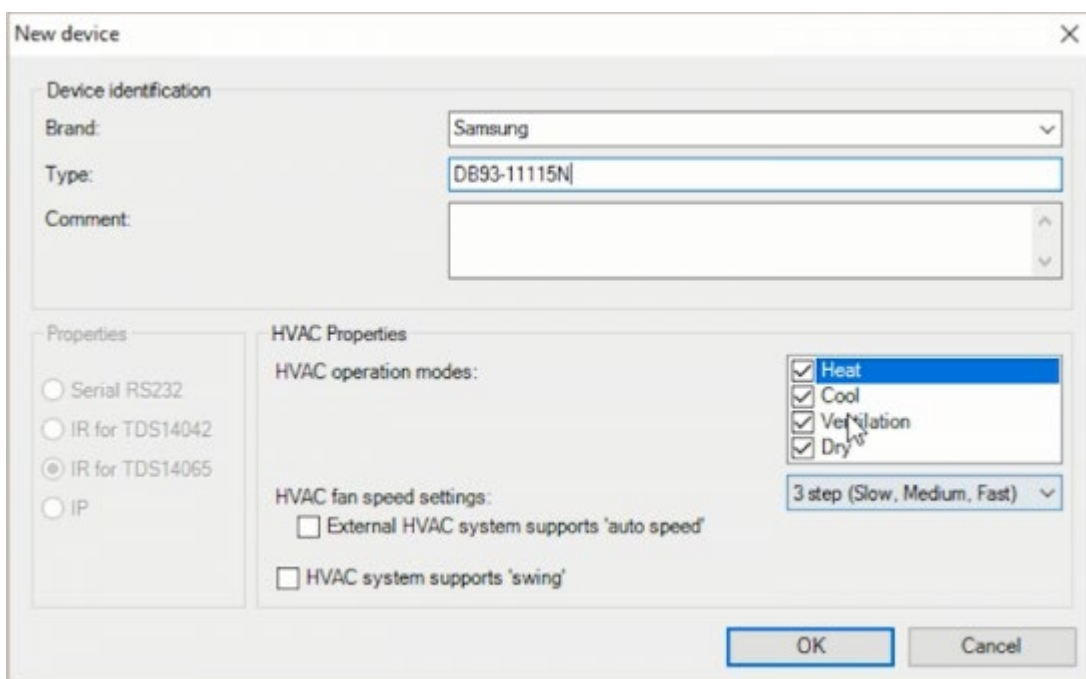 New device
Device identification
Brand: Samsung
Type: DB93-11115N
Comment:
Properties
Serial RS232
IR for TDS14042
IR for TDS14065
IP
HVAC Properties
HVAC operation modes:
Heat
Cool
Ventilation
Dry
HVAC fan speed settings: 3 step (Slow, Medium, Fast)
External HVAC system supports 'auto speed'
HVAC system supports 'swing'
OK Cancel